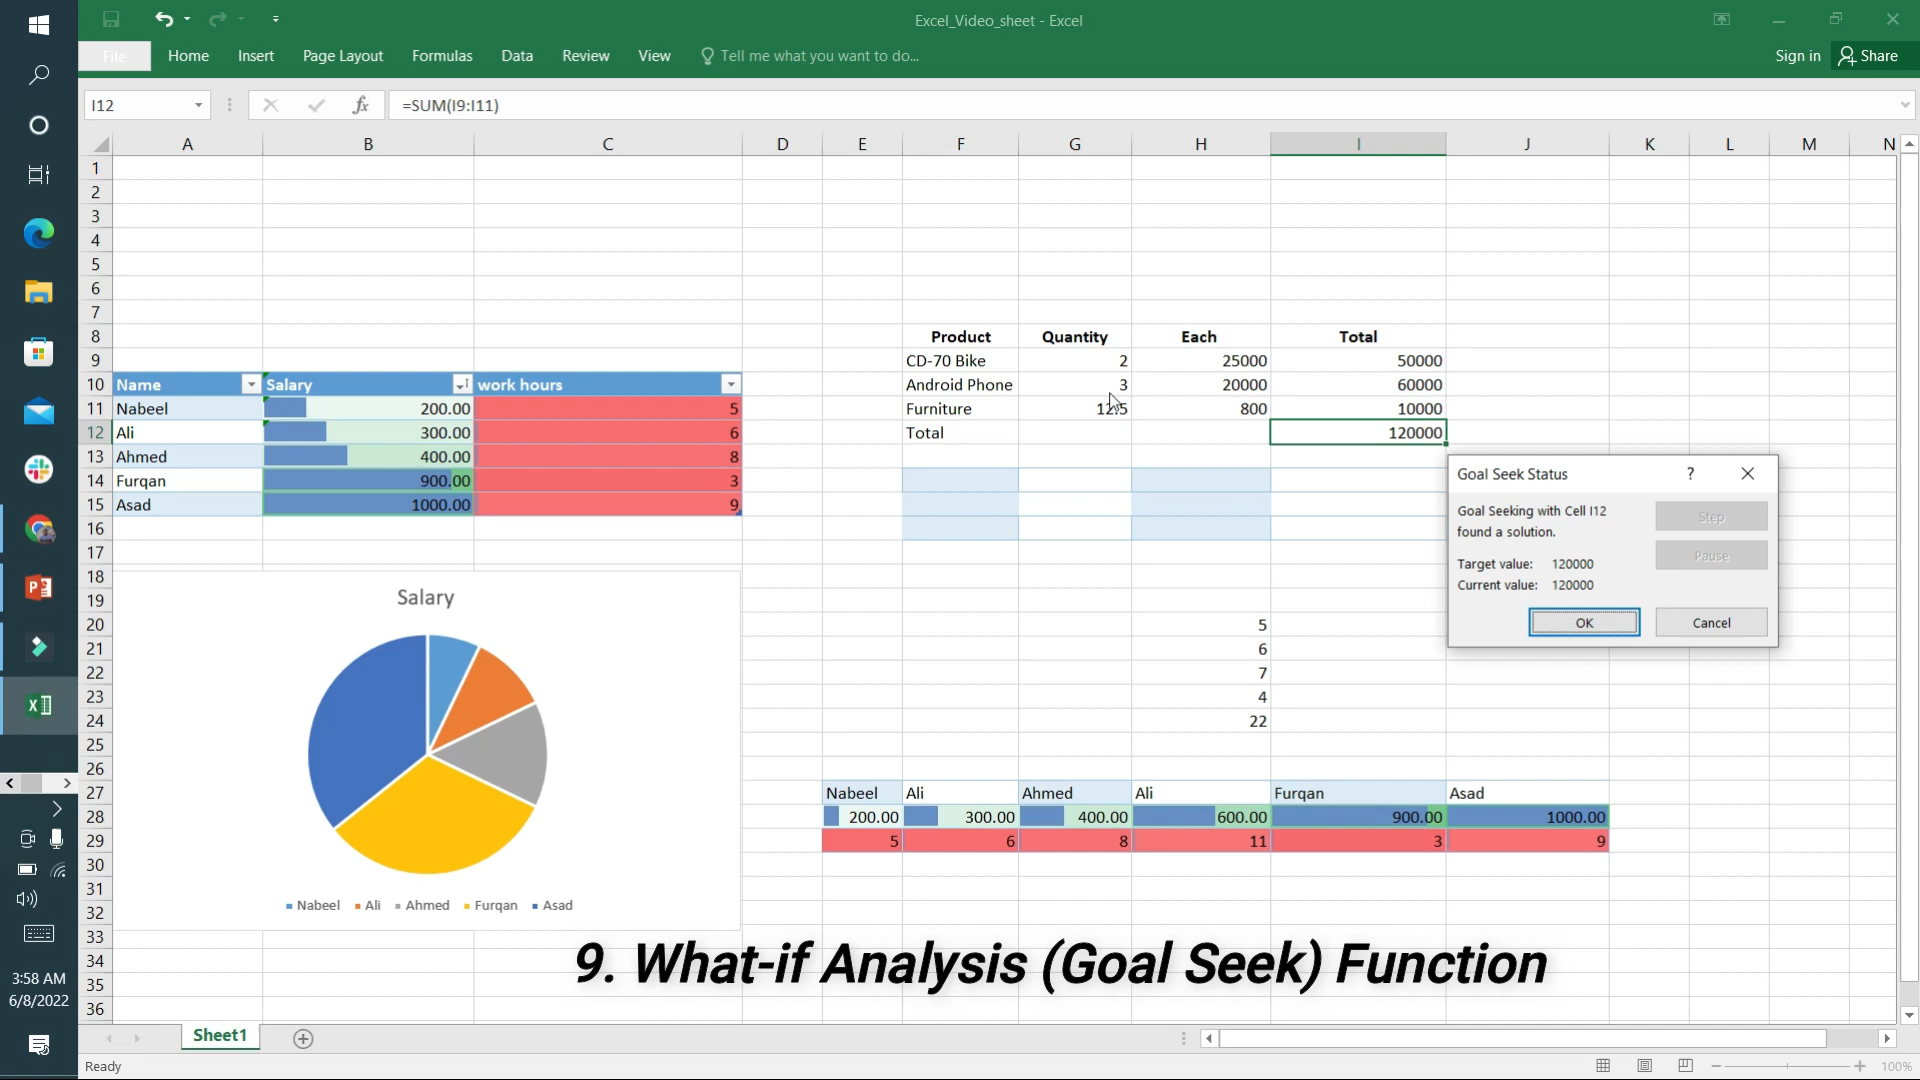 Excel_Video_sheet - Excel
File Home Insert Page Layout Formulas Data Review View Tell me what you want to do... Sign in Share
I12 fx =SUM(I9:I11)
A B C D E F G H I J K L M N
1
2
3
4
5
6
7
8 Product Quantity Each Total
9 CD-70 Bike 2 25000 50000
10 Name Salary work hours Android Phone 3 20000 60000
11 Nabeel 200.00 5 Furniture 12.5 800 10000
12 Ali 300.00 6 Total 120000
13 Ahmed 400.00 8
14 Furqan 900.00 3
15 Asad 1000.00 9
16
17
18
19
20 5
21 6
22 7
23 4
24 22
25
26
27 Nabeel Ali Ahmed Ali Furqan Asad
28 200.00 300.00 400.00 600.00 900.00 1000.00
29 5 6 8 11 3 9
30
31
32
33
34
35
36
Goal Seek Status ?
Goal Seeking with Cell I12
found a solution.
Target value: 120000
Current value: 120000
Step
Pause
OK Cancel
Salary
Nabeel Ali Ahmed Furqan Asad
9. What-if Analysis (Goal Seek) Function
3:58 AM
6/8/2022
Sheet1
Ready 100%